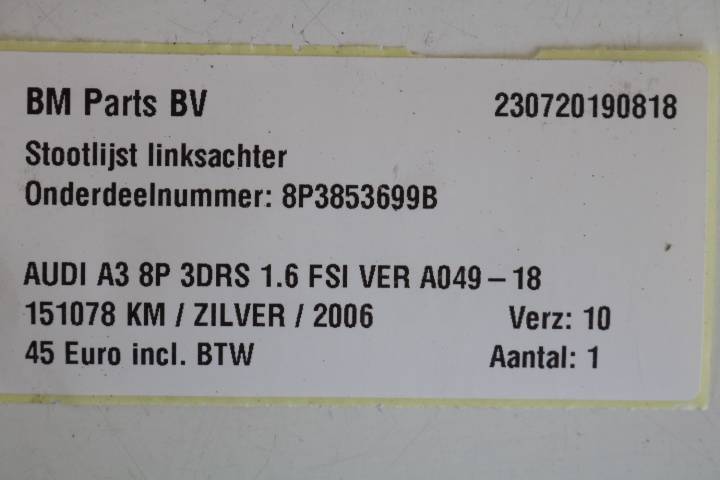 BM Parts BV 230720190818
Stootlijst linksachter
Onderdeelnummer: 8P3853699B
AUDI A3 8P 3DRS 1.6 FSI VER A049 – 18
151078 KM / ZILVER / 2006 Verz: 10
45 Euro incl. BTW Aantal: 1